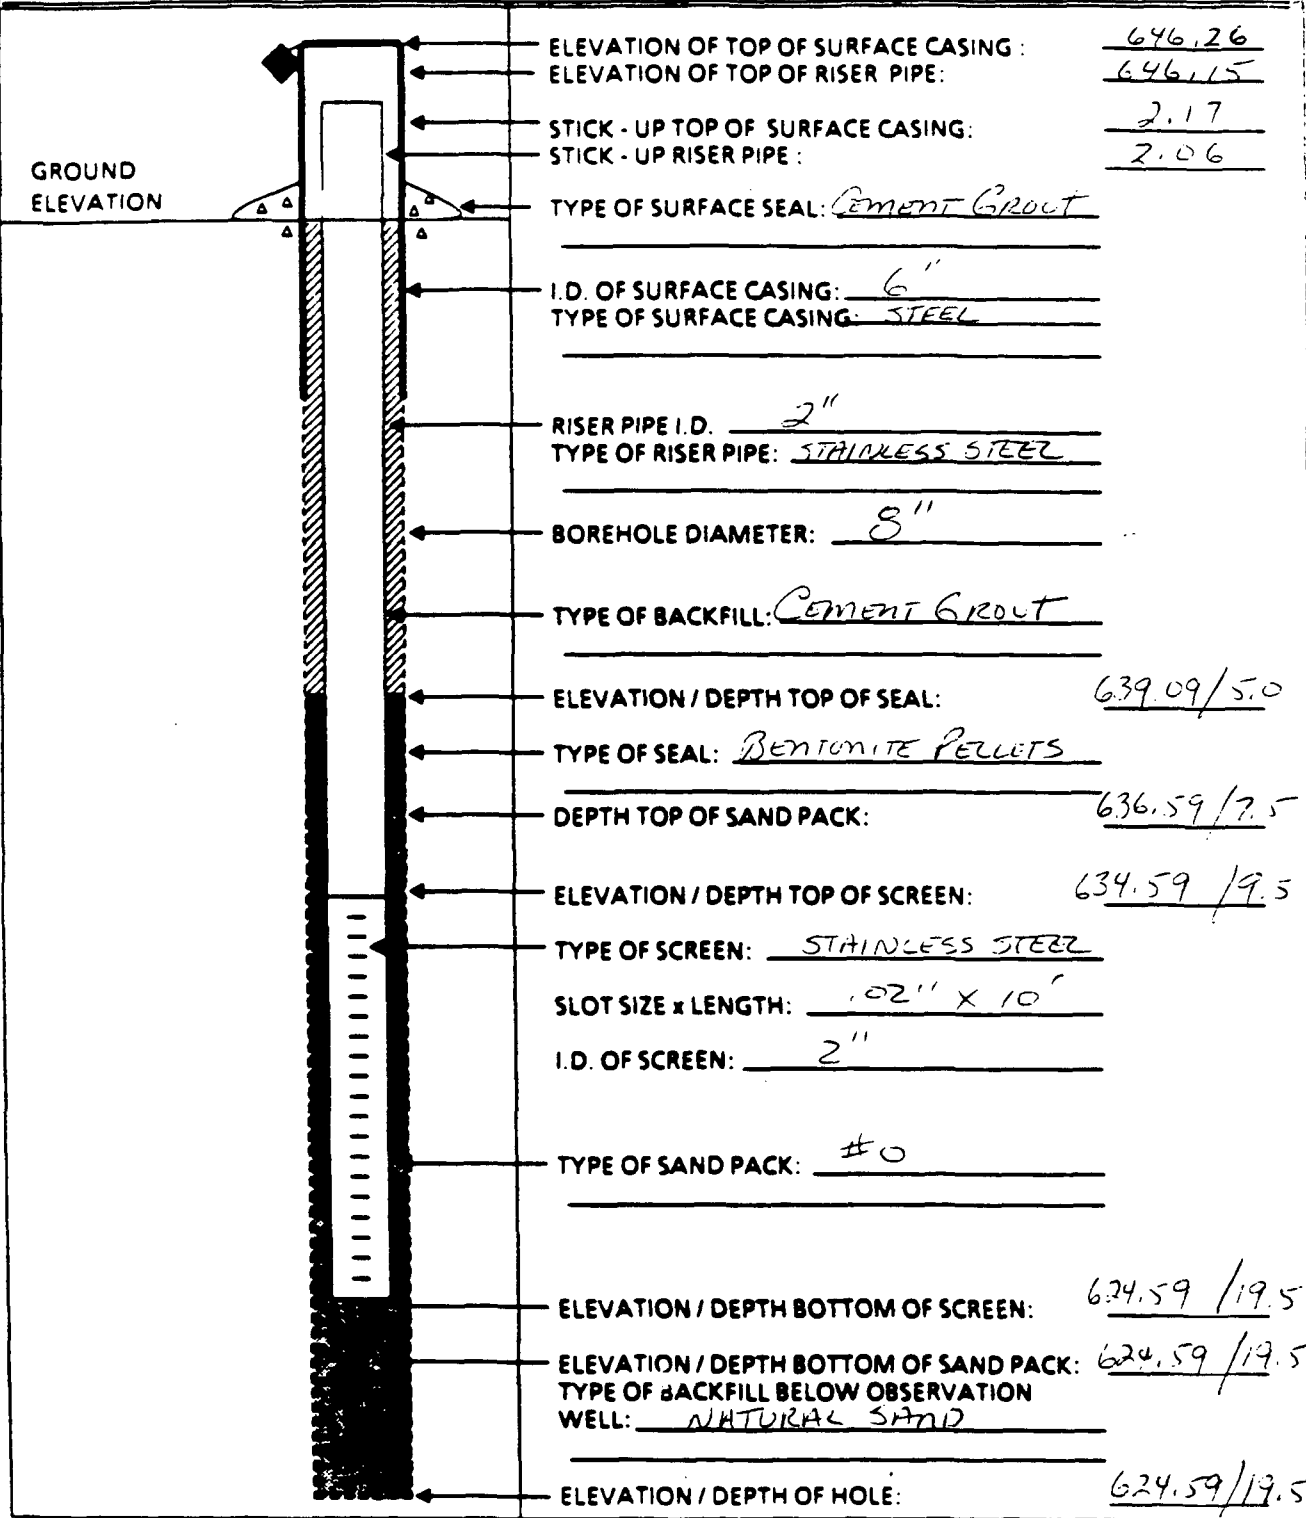 ELEVATION OF TOP OF SURFACE CASING : 646.26
ELEVATION OF TOP OF RISER PIPE: 646.15
STICK - UP TOP OF SURFACE CASING: 2.17
STICK - UP RISER PIPE : 2.06
GROUND
ELEVATION
TYPE OF SURFACE SEAL: CEMENT GROUT
I.D. OF SURFACE CASING: 6"
TYPE OF SURFACE CASING: STEEL
RISER PIPE I.D. 2"
TYPE OF RISER PIPE: STAINLESS STEEL
BOREHOLE DIAMETER: 8"
TYPE OF BACKFILL: CEMENT GROUT
ELEVATION / DEPTH TOP OF SEAL: 639.09/5.0
TYPE OF SEAL: BENTONITE PELLETS
DEPTH TOP OF SAND PACK: 636.59/7.5
ELEVATION / DEPTH TOP OF SCREEN: 634.59 /9.5
TYPE OF SCREEN: STAINLESS STEEL
SLOT SIZE x LENGTH: .02" X 10'
I.D. OF SCREEN: 2"
TYPE OF SAND PACK: #0
ELEVATION / DEPTH BOTTOM OF SCREEN: 624.59 /19.5
ELEVATION / DEPTH BOTTOM OF SAND PACK: 624.59 /19.5
TYPE OF BACKFILL BELOW OBSERVATION
WELL: NATURAL SAND
ELEVATION / DEPTH OF HOLE: 624.59/19.5